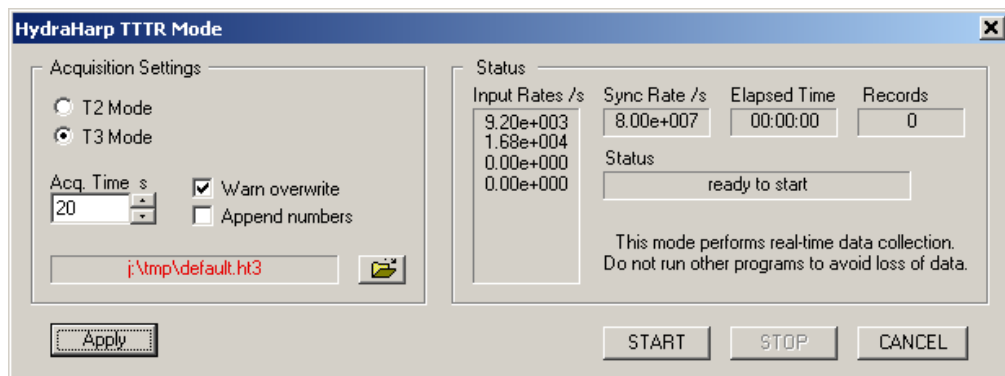 HydraHarp TTTR Mode
Acquisition Settings
T2 Mode
T3 Mode
Acq. Time s
20
Warn overwrite
Append numbers
j:\tmp\default.ht3
Apply
Status
Input Rates /s
9.20e+003
1.68e+004
0.00e+000
0.00e+000
Sync Rate /s
8.00e+007
Elapsed Time
00:00:00
Records
0
Status
ready to start
This mode performs real-time data collection.
Do not run other programs to avoid loss of data.
START
STOP
CANCEL